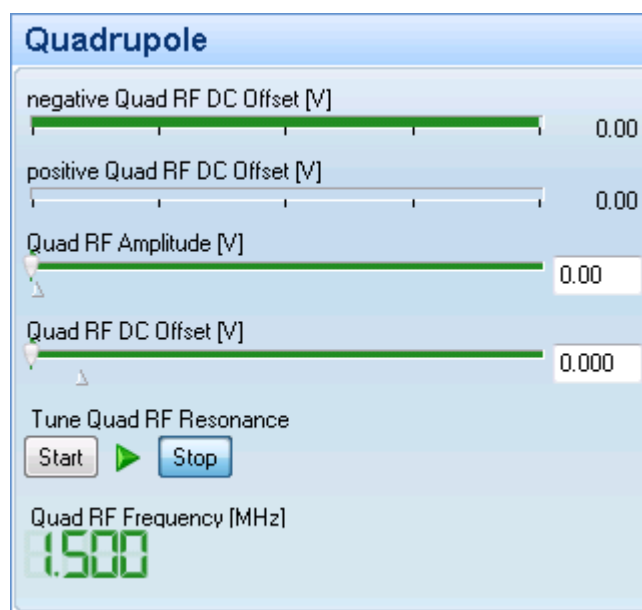 Quadrupole
negative Quad RF DC Offset [V]
0.00
positive Quad RF DC Offset [V]
0.00
Quad RF Amplitude [V]
0.00
Quad RF DC Offset [V]
0.000
Tune Quad RF Resonance
Start Stop
Quad RF Frequency [MHz]
1.500